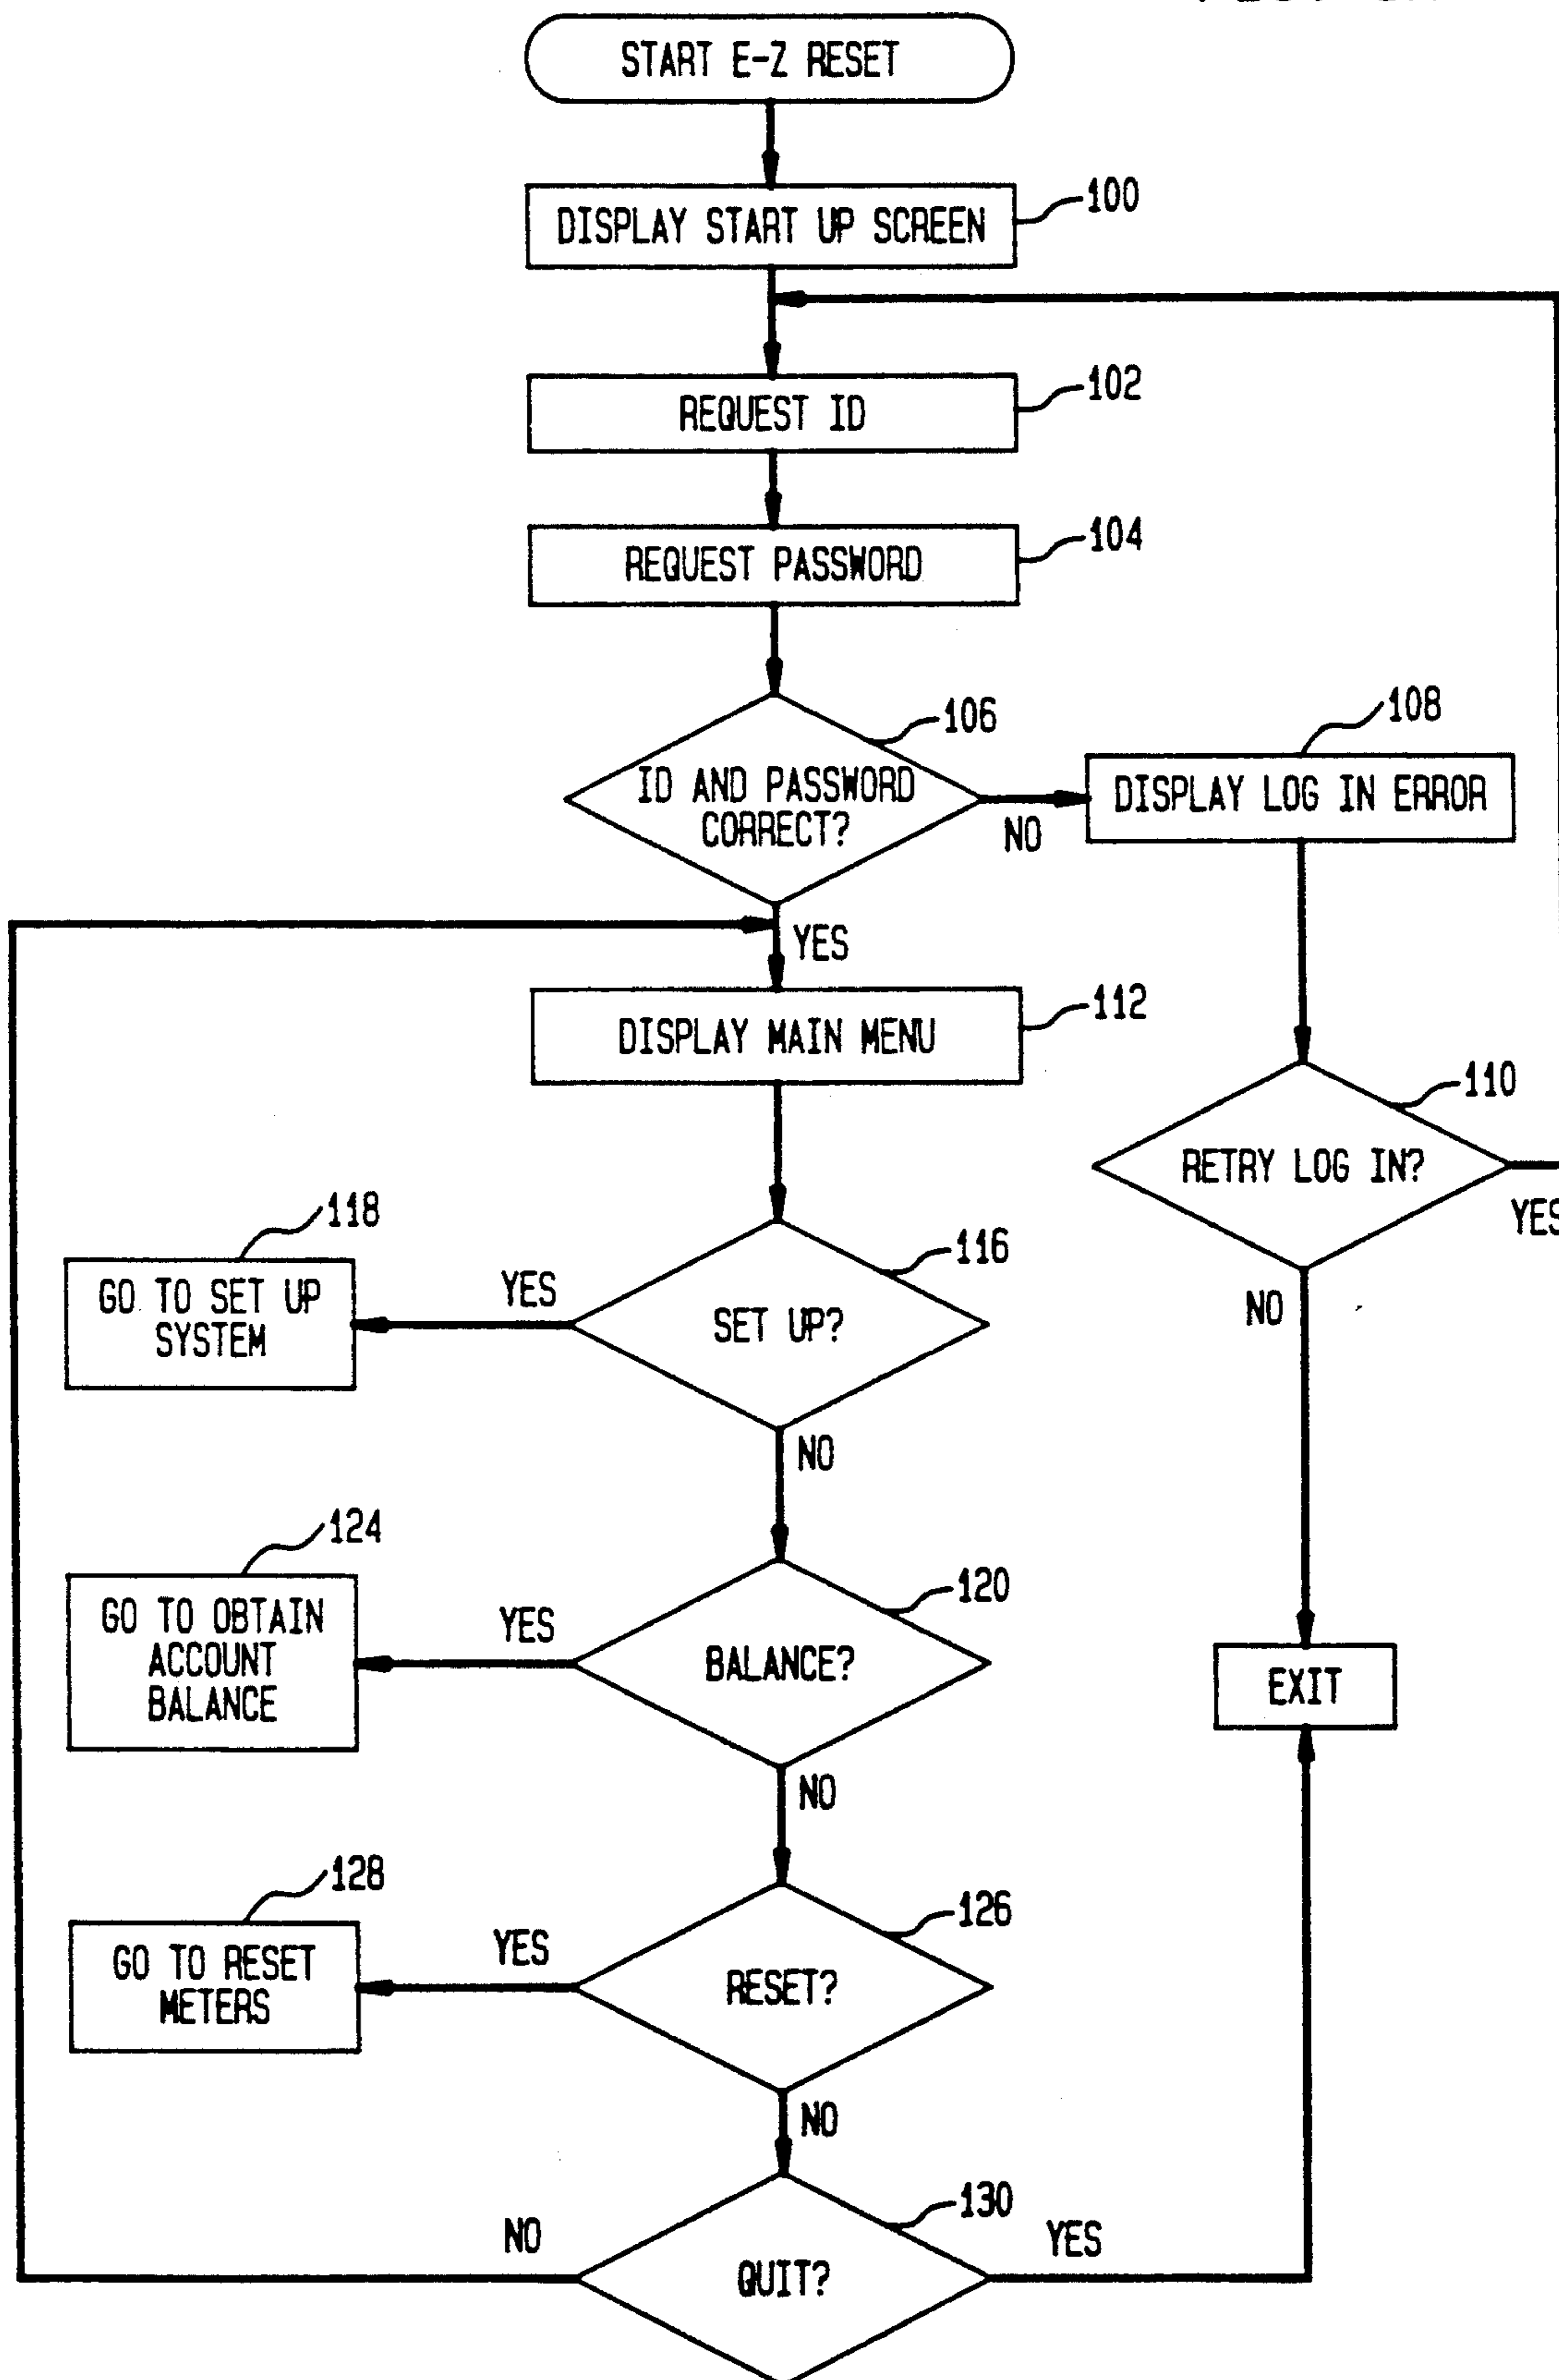 START E-Z RESET
100
DISPLAY START UP SCREEN
102
REQUEST ID
104
REQUEST PASSWORD
106
ID AND PASSWORD
CORRECT?
NO
108
DISPLAY LOG IN ERROR
YES
112
DISPLAY MAIN MENU
110
RETRY LOG IN?
YES
NO
118
GO TO SET UP
SYSTEM
YES
116
SET UP?
NO
124
GO TO OBTAIN
ACCOUNT
BALANCE
YES
120
BALANCE?
NO
EXIT
128
GO TO RESET
METERS
YES
126
RESET?
NO
NO
130
QUIT?
YES